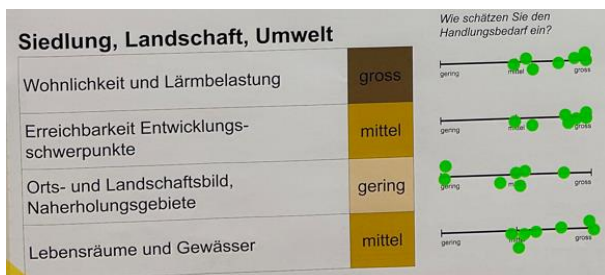 Siedlung, Landschaft, Umwelt
Wie schätzen Sie den
Handlungsbedarf ein?
Wohnlichkeit und Lärmbelastung
gross
gering
mittel
gross
Erreichbarkeit Entwicklungs-
schwerpunkte
mittel
gering
mittel
gross
Orts- und Landschaftsbild,
Naherholungsgebiete
gering
gering
gross
Lebensräume und Gewässer
mittel
gering
mittel
gross